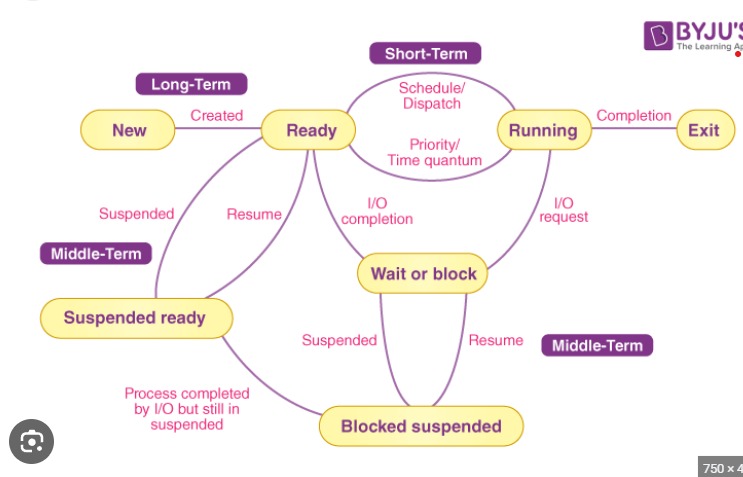 BYJU'S
The Learning Ap
Short-Term
Long-Term
Schedule/
Dispatch
Created
Completion
New
Ready
Running
Exit
Priority/
Time quantum
Suspended
Resume
I/O
completion
I/O
request
Middle-Term
Wait or block
Suspended ready
Suspended
Resume
Middle-Term
Process completed
by I/O but still in
suspended
Blocked suspended
750 × 4